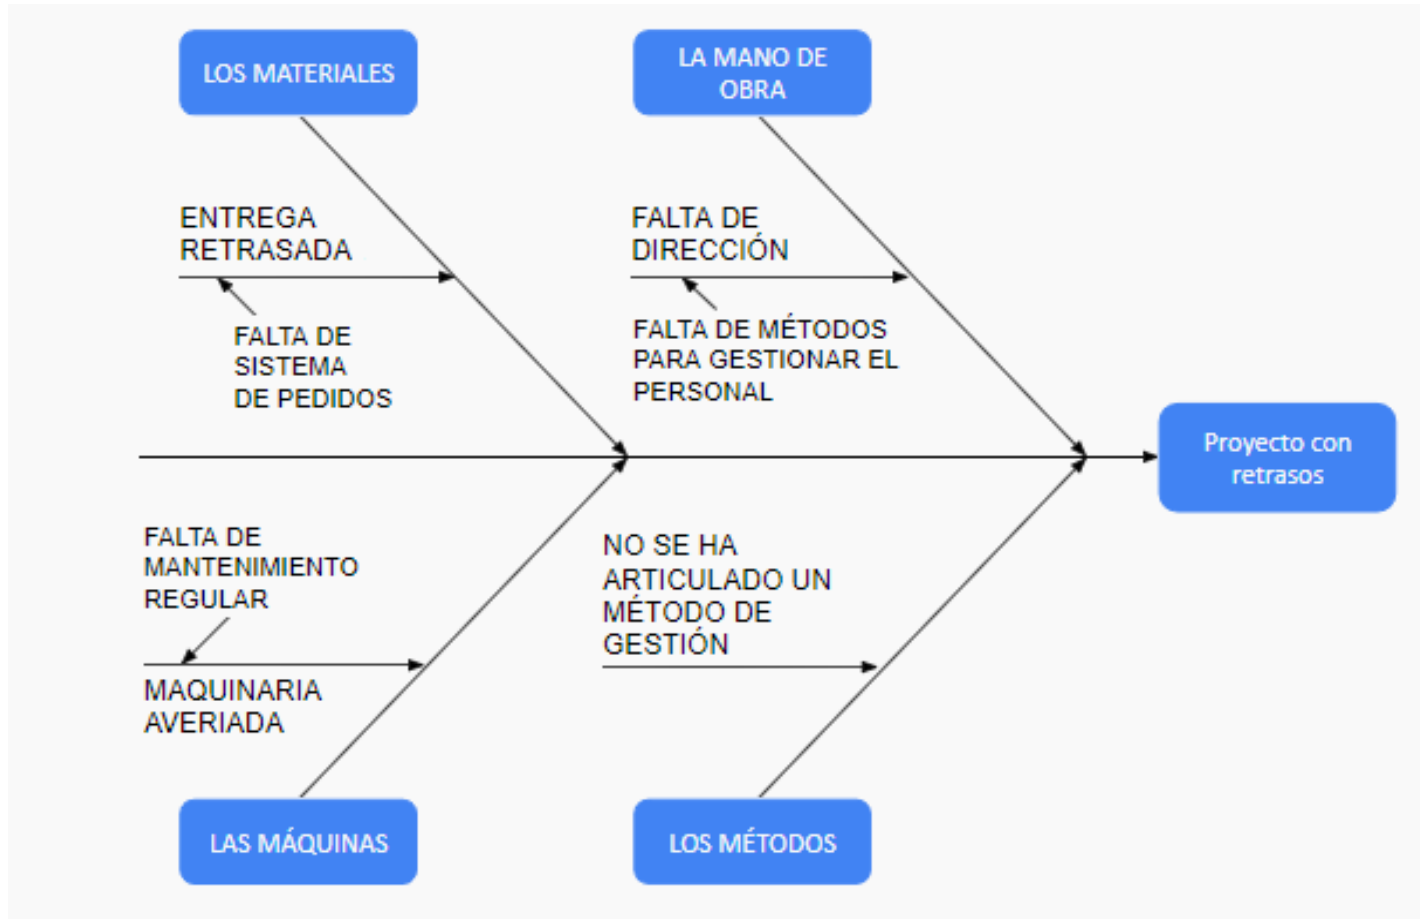 LOS MATERIALES
LA MANO DE
OBRA
ENTREGA
RETRASADA
FALTA DE
SISTEMA
DE PEDIDOS
FALTA DE
DIRECCIÓN
FALTA DE MÉTODOS
PARA GESTIONAR EL
PERSONAL
Proyecto con
retrasos
FALTA DE
MANTENIMIENTO
REGULAR
MAQUINARIA
AVERIADA
NO SE HA
ARTICULADO UN
MÉTODO DE
GESTIÓN
LAS MÁQUINAS
LOS MÉTODOS